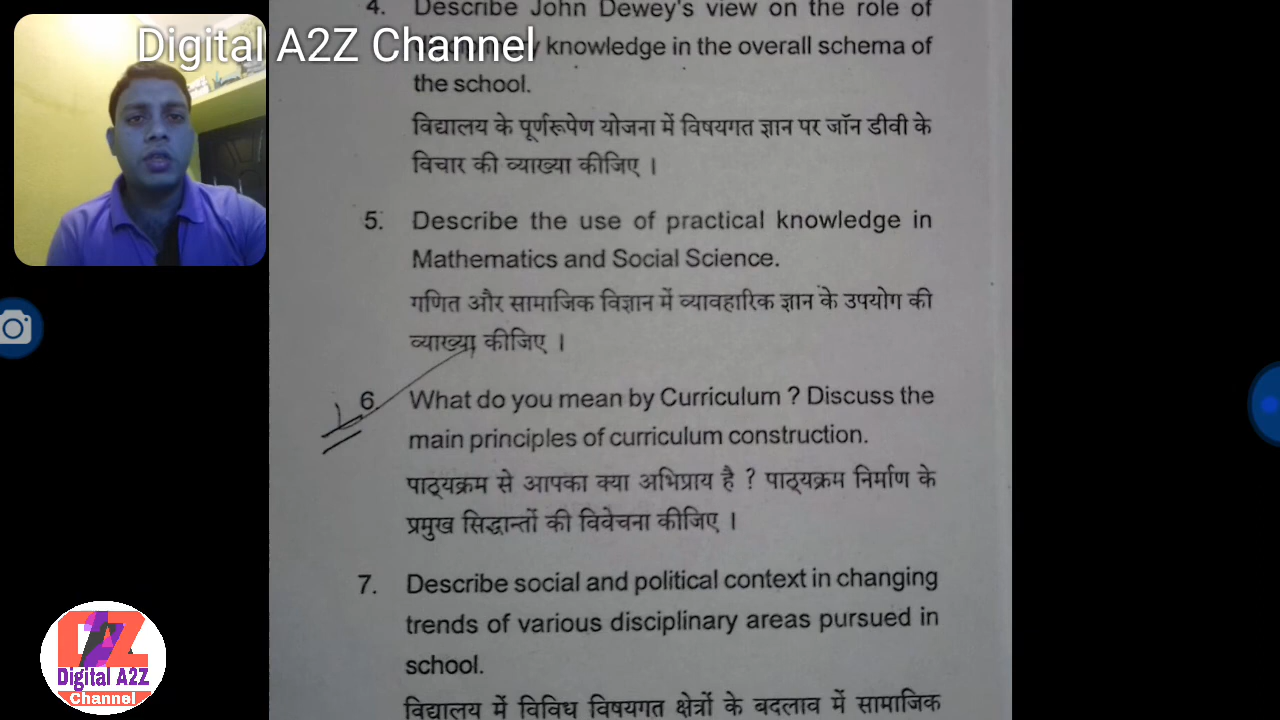 Digital A2Z Channel
4. Describe John Dewey's view on the role of
knowledge in the overall schema of
the school.
विद्यालय के पूर्णरूपेण योजना में विषयगत ज्ञान पर जॉन डीवी के
विचार की व्याख्या कीजिए ।
5. Describe the use of practical knowledge in
Mathematics and Social Science.
गणित और सामाजिक विज्ञान में व्यावहारिक ज्ञान के उपयोग की
व्याख्या कीजिए ।
6. What do you mean by Curriculum ? Discuss the
main principles of curriculum construction.
पाठ्यक्रम से आपका क्या अभिप्राय है ? पाठ्यक्रम निर्माण के
प्रमुख सिद्धान्तों की विवेचना कीजिए ।
7. Describe social and political context in changing
trends of various disciplinary areas pursued in
school.
विद्यालय में विविध विषयगत क्षेत्रों के बदलाव में सामाजिक
Digital A2Z
Channel